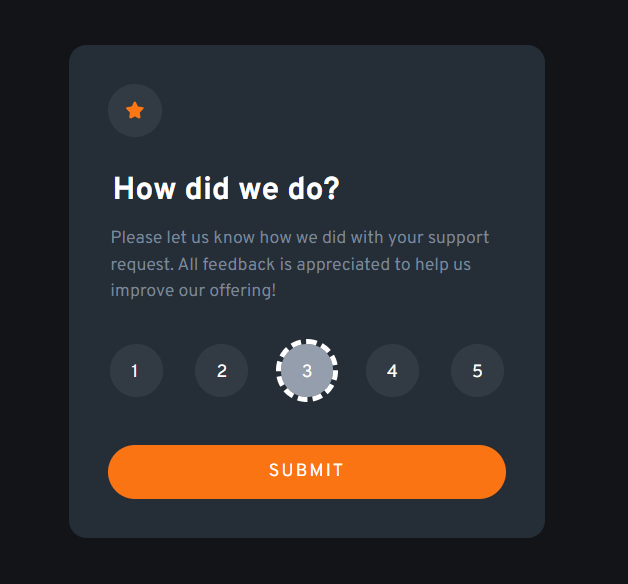 How did we do?
Please let us know how we did with your support
request. All feedback is appreciated to help us
improve our offering!
1 2 3 4 5
SUBMIT